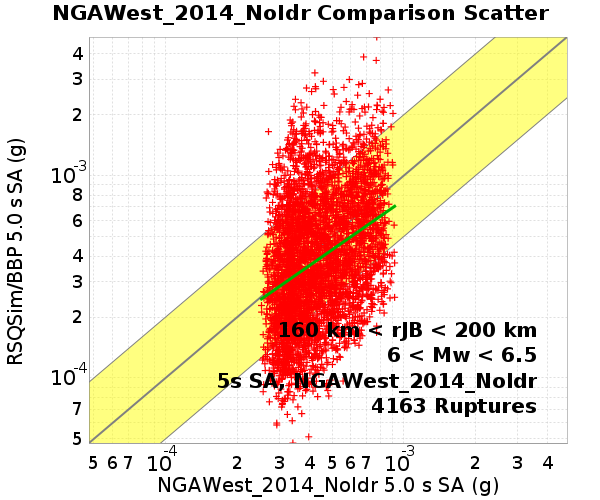 NGAWest_2014_NoIdr Comparison Scatter
4
3
2
10^-3
8
6
4
3
2
10^-4
7
5
RSQSim/BBP 5.0 s SA (g)
160 km < rJB < 200 km
6 < Mw < 6.5
5s SA, NGAWest_2014_NoIdr
4163 Ruptures
5 6 7 10^-4 2 3 4 5 6 7 10^-3 2 3 4
NGAWest_2014_NoIdr 5.0 s SA (g)